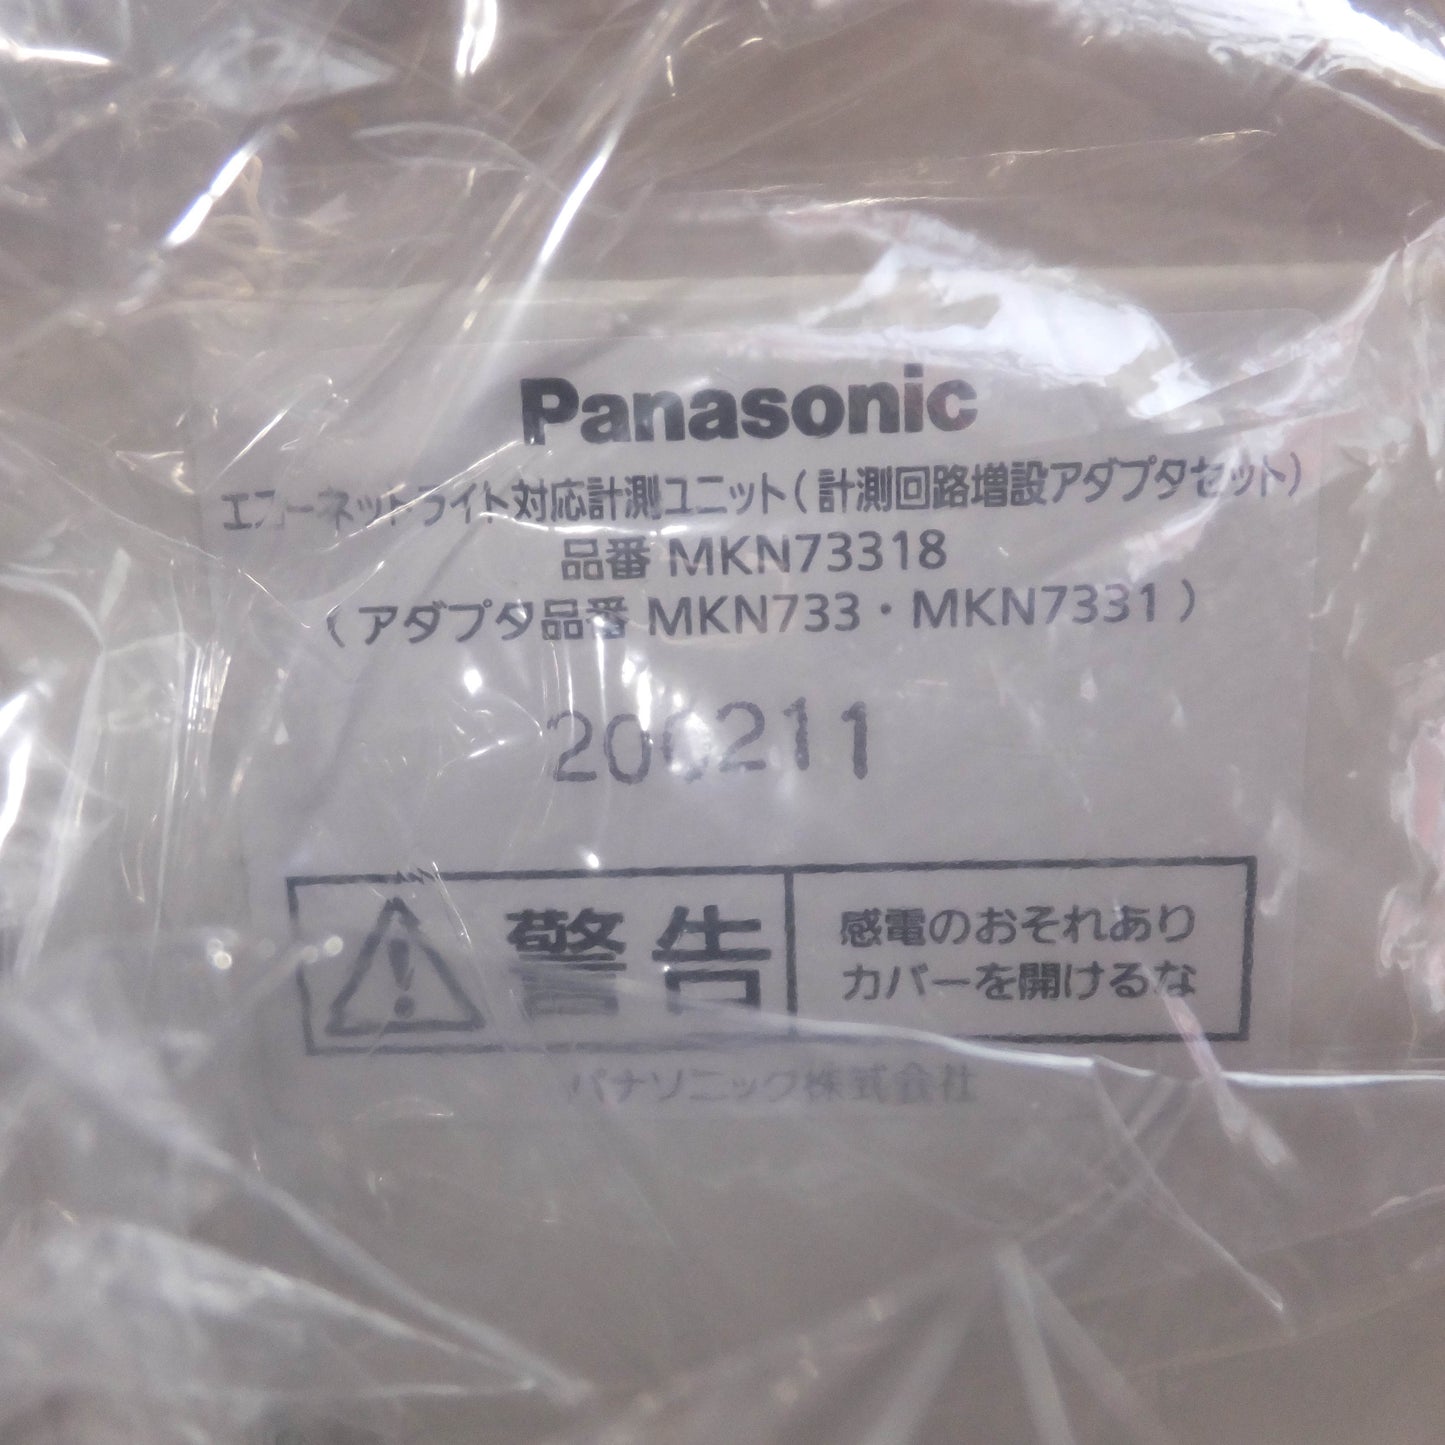 Panasonic
エコーネットライト対応計測ユニット(計測回路増設アダプタセット)
品番 MKN73318
(アダプタ品番 MKN733・MKN7331)
200211
警告
感電のおそれあり
カバーを開けるな
パナソニック株式会社